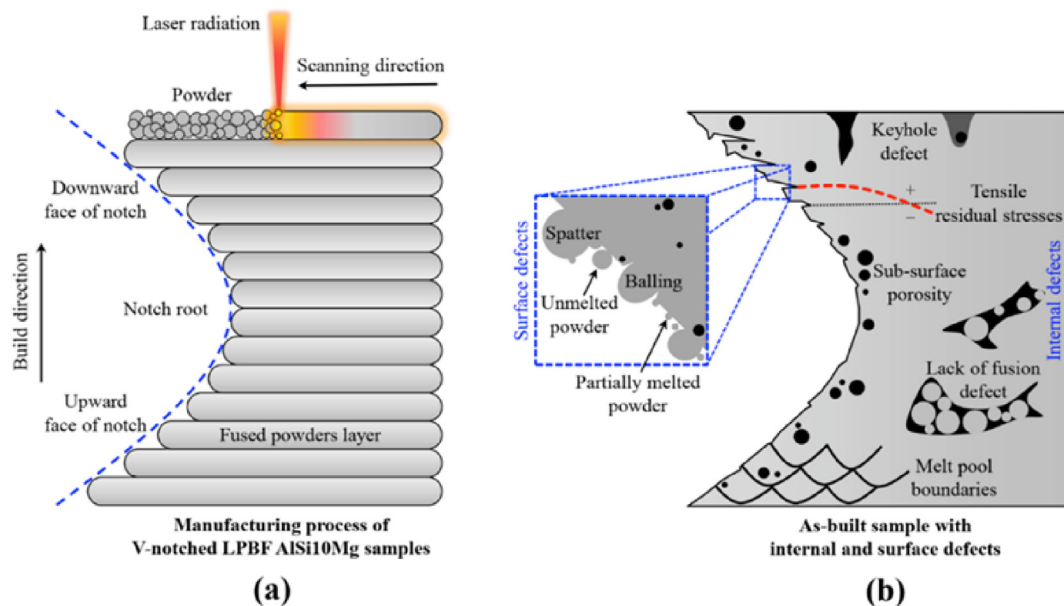 Laser radiation
Scanning direction
Powder
Downward
face of notch
Build direction
Notch root
Upward
face of notch
Fused powders layer
Manufacturing process of
V-notched LPBF AlSi10Mg samples
(a)
Keyhole
defect
+
−
Tensile
residual stresses
Surface defects
Spatter
Balling
Unmelted
powder
Partially melted
powder
Sub-surface
porosity
Internal defects
Lack of fusion
defect
Melt pool
boundaries
As-built sample with
internal and surface defects
(b)